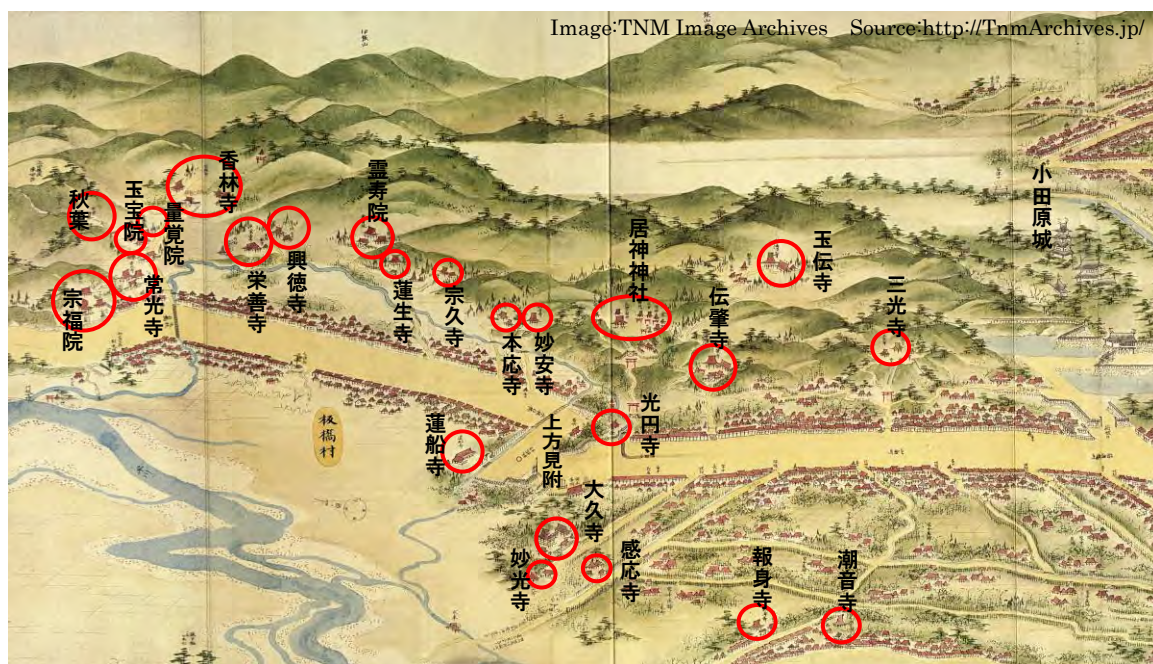 Image:TNM Image Archives Source:http://TnmArchives.jp/
秋葉
玉宝院
量覚院
香林寺
常光寺
宗福院
栄善寺
興徳寺
霊寿院
蓮生寺
宗久寺
本応寺
妙安寺
居神神社
伝肇寺
玉伝寺
三光寺
小田原城
光円寺
上方見附
蓮船寺
板橋村
大久寺
妙光寺
感応寺
報身寺
潮音寺